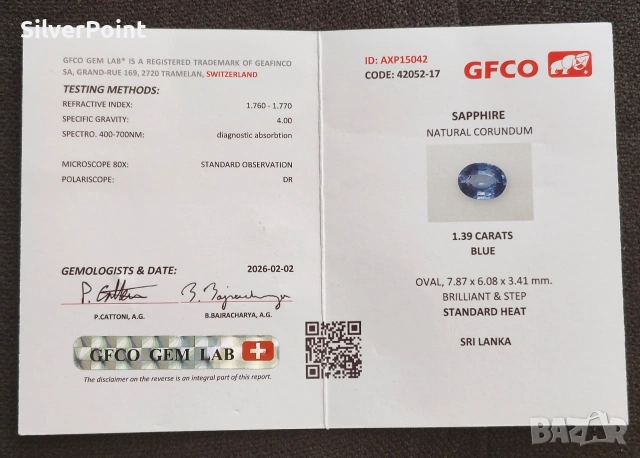 SilverPoint
GFCO GEM LAB® IS A REGISTERED TRADEMARK OF GEAFINCO
SA, GRAND-RUE 169, 2720 TRAMELAN, SWITZERLAND
TESTING METHODS:
REFRACTIVE INDEX: 1.760 - 1.770
SPECIFIC GRAVITY: 4.00
SPECTRO. 400-700NM: diagnostic absorbtion
MICROSCOPE 80X: STANDARD OBSERVATION
POLARISCOPE: DR
GEMOLOGISTS & DATE: 2026-02-02
P. Cattoni B. Bajracharya
P.CATTONI, A.G. B.BAJRACHARYA, A.G.
GFCO GEM LAB
The disclaimer on the reverse is an integral part of this report.
ID: AXP15042
CODE: 42052-17
GFCO
SAPPHIRE
NATURAL CORUNDUM
1.39 CARATS
BLUE
OVAL, 7.87 x 6.08 x 3.41 mm.
BRILLIANT & STEP
STANDARD HEAT
SRI LANKA
BAZAR